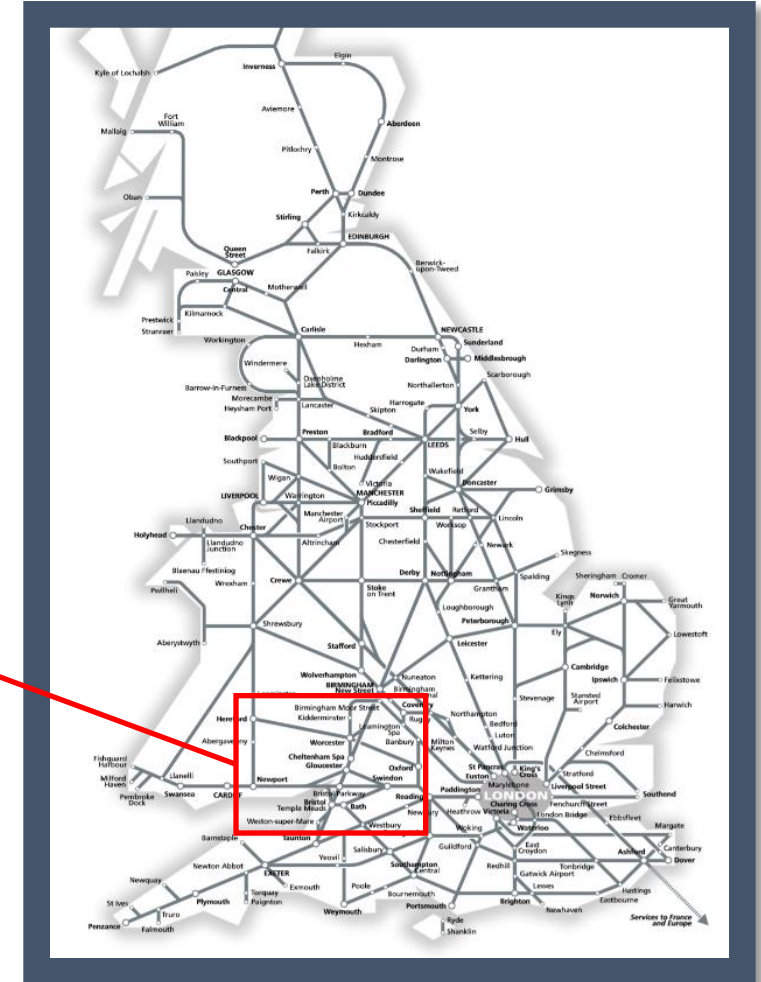 Elgin
Inverness
Kyle of Lochalsh
Aviemore
Fort
William
Mallaig
Aberdeen
Pitlochry
Montrose
Perth
Dundee
Oban
Stirling
Kirkcaldy
EDINBURGH
Queen
Street
Falkirk
Berwick-
upon-Tweed
Paisley
GLASGOW
Central
Motherwell
Prestwick
Kilmarnock
Stranraer
Carlisle
NEWCASTLE
Sunderland
Workington
Hexham
Durham
Darlington
Middlesbrough
Windermere
Scarborough
Oxenholme
Lake District
Northallerton
Barrow-in-Furness
Morecambe
Heysham Port
Lancaster
Harrogate
Skipton
York
Blackpool
Preston
Bradford
LEEDS
Selby
Hull
Blackburn
Huddersfield
Southport
Bolton
Wakefield
Wigan
Victoria
MANCHESTER
Piccadilly
Doncaster
LIVERPOOL
Warrington
Grimsby
Manchester
Airport
Sheffield
Retford
Llandudno
Stockport
Worksop
Lincoln
Holyhead
Chester
Llandudno
Junction
Altrincham
Chesterfield
Newark
Skegness
Blaenau Ffestiniog
Wrexham
Crewe
Derby
Nottingham
Spalding
Sheringham
Cromer
Pwllheli
Stoke
on Trent
Grantham
Kings
Lynn
Norwich
Great
Yarmouth
Loughborough
Shrewsbury
Peterborough
Ely
Lowestoft
Aberystwyth
Stafford
Leicester
Wolverhampton
Cambridge
BIRMINGHAM
New Street
Nuneaton
Kettering
Ipswich
Felixstowe
Birmingham
Stevenage
Stansted
Airport
Harwich
Birmingham Moor Street
Coventry
Kidderminster
Rugby
Northampton
Hereford
Leamington
Spa
Bedford
Colchester
Worcester
Luton
Abergavenny
Banbury
Milton
Keynes
Watford Junction
Chelmsford
Cheltenham Spa
Fishguard
Harbour
Gloucester
Oxford
St Pancras
King's
Cross
Stratford
Euston
Milford
Haven
Llanelli
Newport
Swindon
Marylebone
Liverpool Street
Paddington
LONDON
Southend
Pembroke
Dock
Swansea
CARDIFF
Bristol Parkway
Reading
Charing Cross
Fenchurch Street
Bristol
Temple Meads
Bath
Newbury
Heathrow
Victoria
London Bridge
Ebbsfleet
Weston-super-Mare
Westbury
Waterloo
Margate
Barnstaple
Taunton
Woking
East
Croydon
Canterbury
Yeovil
Salisbury
Guildford
Ashford
Dover
Newton Abbot
Southampton
Central
Redhill
Tonbridge
EXETER
Gatwick Airport
Newquay
Exmouth
Poole
Lewes
Hastings
St Ives
Torquay
Paignton
Bournemouth
Eastbourne
Plymouth
Weymouth
Portsmouth
Brighton
Newhaven
Truro
Ryde
Services to France
and Europe
Penzance
Falmouth
Shanklin